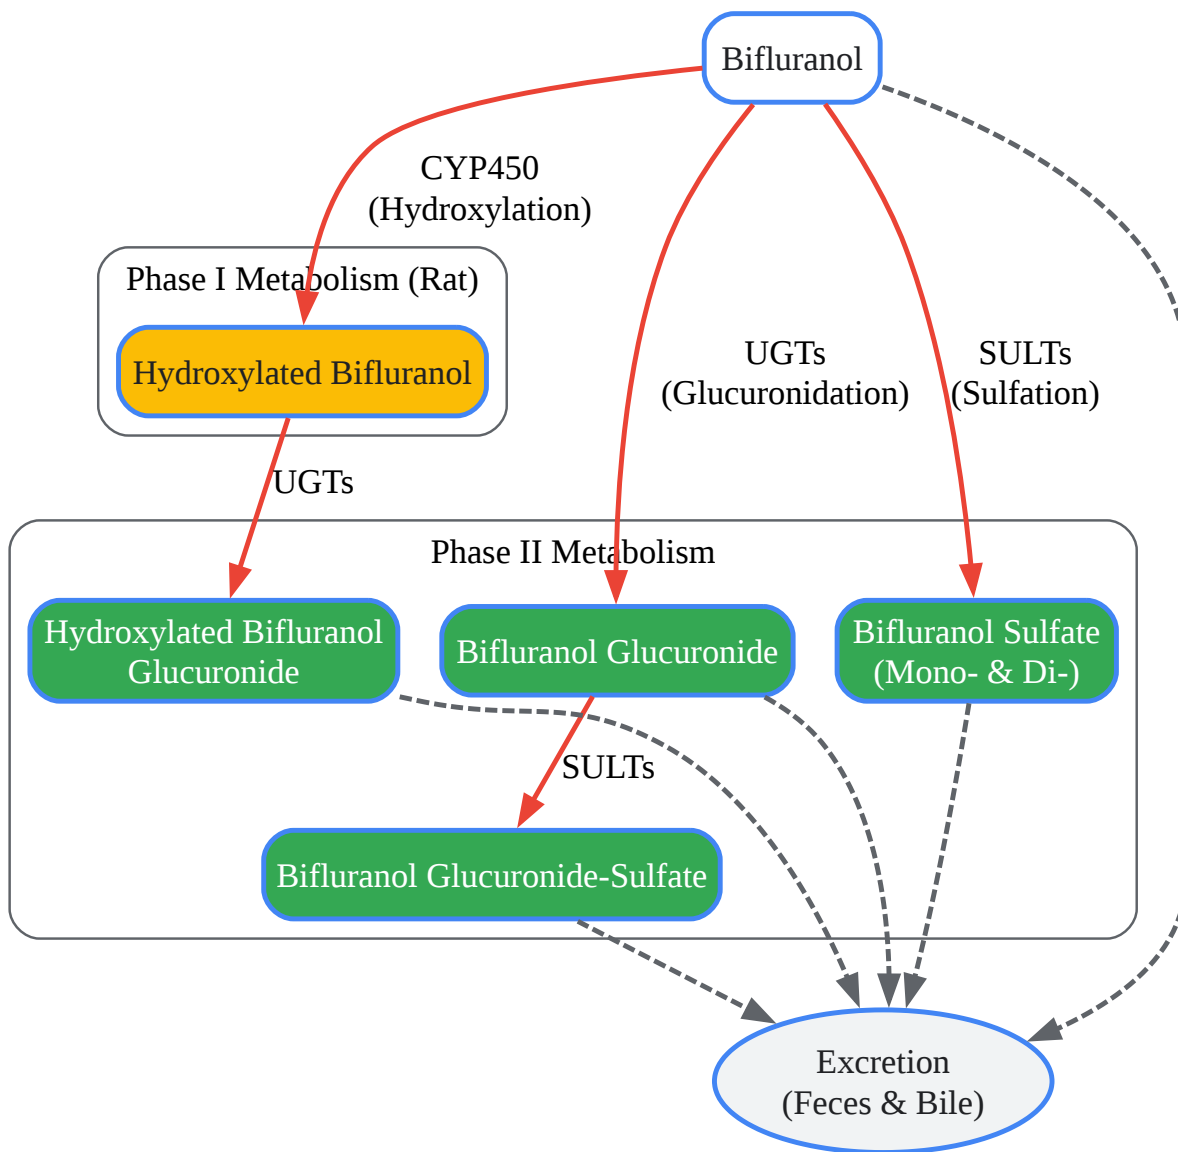 Bifluranol
CYP450
(Hydroxylation)
Phase I Metabolism (Rat)
Hydroxylated Bifluranol
UGTs
(Glucuronidation)
SULTs
(Sulfation)
UGTs
Phase II Metabolism
Hydroxylated Bifluranol
Glucuronide
Bifluranol Glucuronide
Bifluranol Sulfate
(Mono- & Di-)
SULTs
Bifluranol Glucuronide-Sulfate
Excretion
(Feces & Bile)